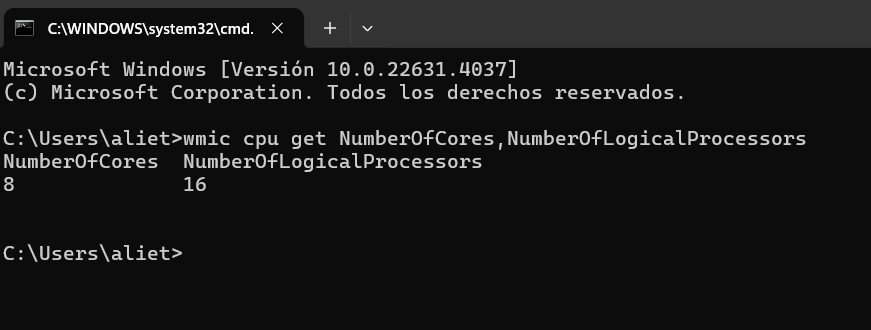 C:\WINDOWS\system32\cmd.
Microsoft Windows [Versión 10.0.22631.4037]
(c) Microsoft Corporation. Todos los derechos reservados.
C:\Users\aliet>wmic cpu get NumberOfCores,NumberOfLogicalProcessors
NumberOfCores  NumberOfLogicalProcessors
8              16
C:\Users\aliet>